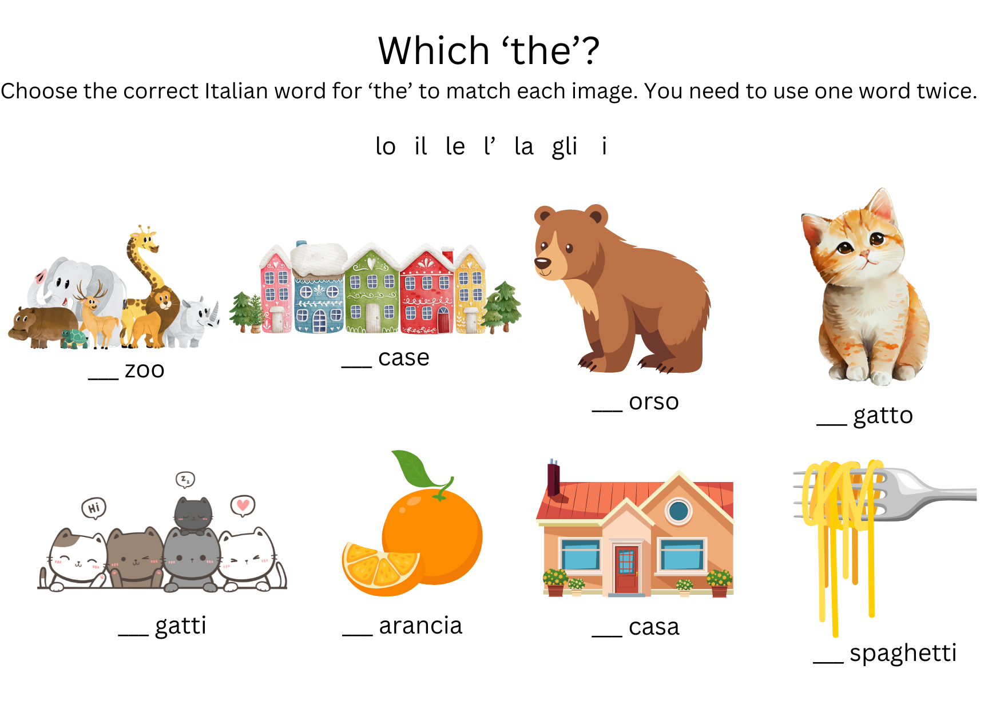 Which ‘the’?
Choose the correct Italian word for ‘the’ to match each image. You need to use one word twice.
lo il le l’ la gli i
___ zoo
___ case
___ orso
___ gatto
Hi
z z
___ gatti
___ arancia
___ casa
___ spaghetti